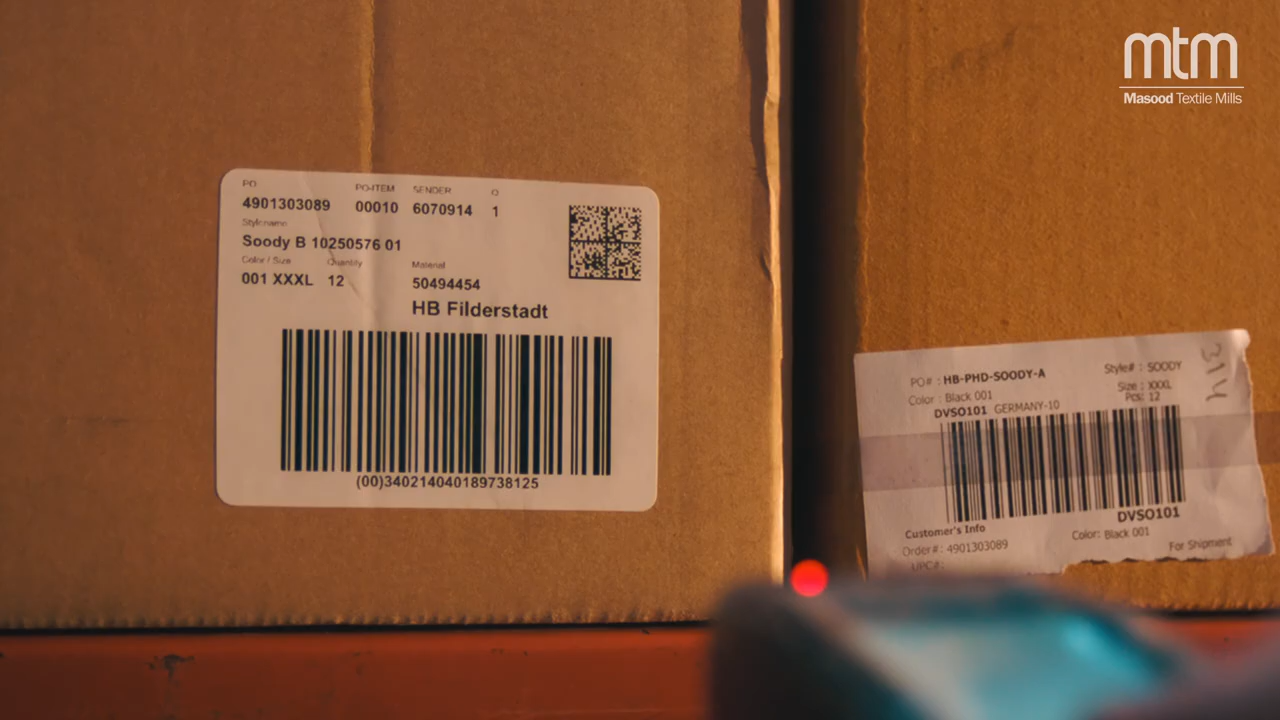 mtm
Masood Textile Mills
PO PO-ITEM SENDER
4901303089 00010 6070914 1
Stylename
Soody B 10250576 01
Color / Size Quantity Material
001 XXXL 12 50494454
HB Filderstadt
(00)340214040189738125
PO# : HB-PHD-SOODY-A Style# : SOODY
Color : Black 001 Size : XXXL
DVSO101 GERMANY-10 Pcs: 12
DVSO101
Customer's Info Color: Black 001
Order#: 4901303089 For Shipment
UPC#: